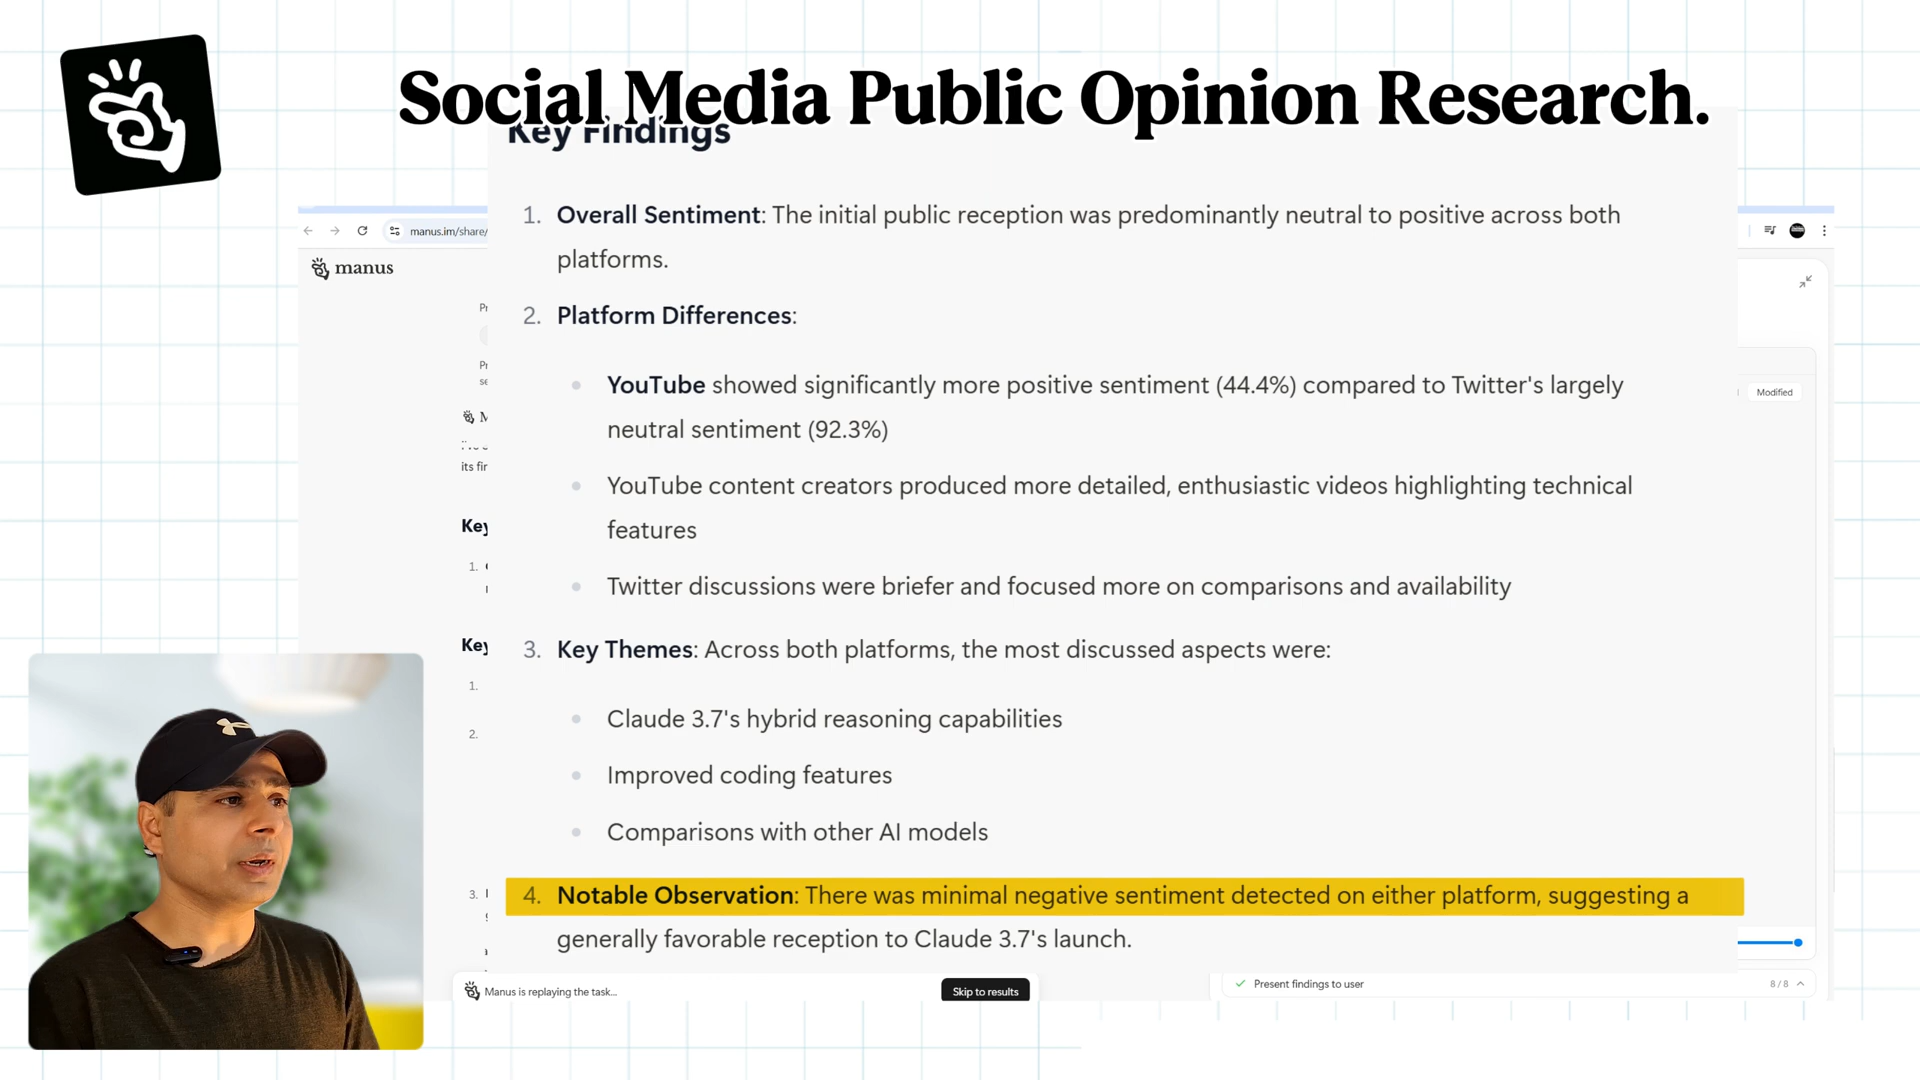 Social Media Public Opinion Research.
Key Findings
1. Overall Sentiment: The initial public reception was predominantly neutral to positive across both
platforms.
2. Platform Differences:
YouTube showed significantly more positive sentiment (44.4%) compared to Twitter's largely
neutral sentiment (92.3%)
YouTube content creators produced more detailed, enthusiastic videos highlighting technical
features
Twitter discussions were briefer and focused more on comparisons and availability
3. Key Themes: Across both platforms, the most discussed aspects were:
Claude 3.7's hybrid reasoning capabilities
Improved coding features
Comparisons with other AI models
4. Notable Observation: There was minimal negative sentiment detected on either platform, suggesting a
generally favorable reception to Claude 3.7's launch.
manus.im/share/
manus
its
Key
1.
Key
1.
2.
3.
Modified
Manus is replaying the task...
Skip to results
Present findings to user
8 / 8